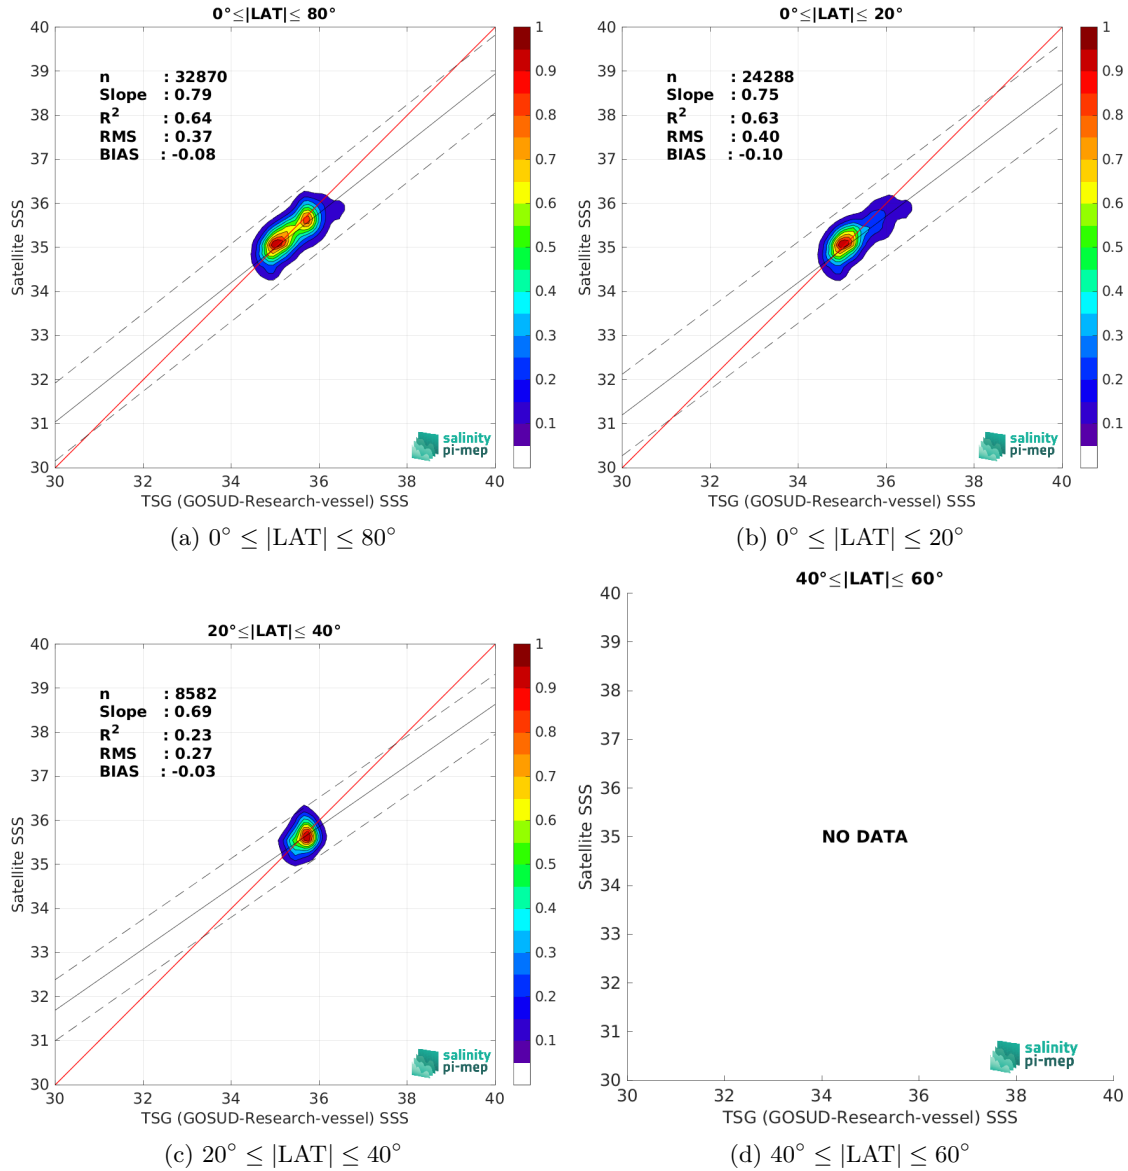 0°≤|LAT|≤ 80°
40
39
38
37
36
35
34
33
32
31
30
n : 32870
Slope : 0.79
R² : 0.64
RMS : 0.37
BIAS : -0.08
Satellite SSS
salinity
pi-mep
30 32 34 36 38 40
TSG (GOSUD-Research-vessel) SSS
1
0.9
0.8
0.7
0.6
0.5
0.4
0.3
0.2
0.1
(a) 0° ≤ |LAT| ≤ 80°
0°≤|LAT|≤ 20°
40
39
38
37
36
35
34
33
32
31
30
n : 24288
Slope : 0.75
R² : 0.63
RMS : 0.40
BIAS : -0.10
Satellite SSS
salinity
pi-mep
30 32 34 36 38 40
TSG (GOSUD-Research-vessel) SSS
1
0.9
0.8
0.7
0.6
0.5
0.4
0.3
0.2
0.1
(b) 0° ≤ |LAT| ≤ 20°
20°≤|LAT|≤ 40°
40
39
38
37
36
35
34
33
32
31
30
n : 8582
Slope : 0.69
R² : 0.23
RMS : 0.27
BIAS : -0.03
Satellite SSS
salinity
pi-mep
30 32 34 36 38 40
TSG (GOSUD-Research-vessel) SSS
1
0.9
0.8
0.7
0.6
0.5
0.4
0.3
0.2
0.1
(c) 20° ≤ |LAT| ≤ 40°
40°≤|LAT|≤ 60°
40
39
38
37
36
35
34
33
32
31
30
Satellite SSS
NO DATA
salinity
pi-mep
30 32 34 36 38 40
TSG (GOSUD-Research-vessel) SSS
(d) 40° ≤ |LAT| ≤ 60°